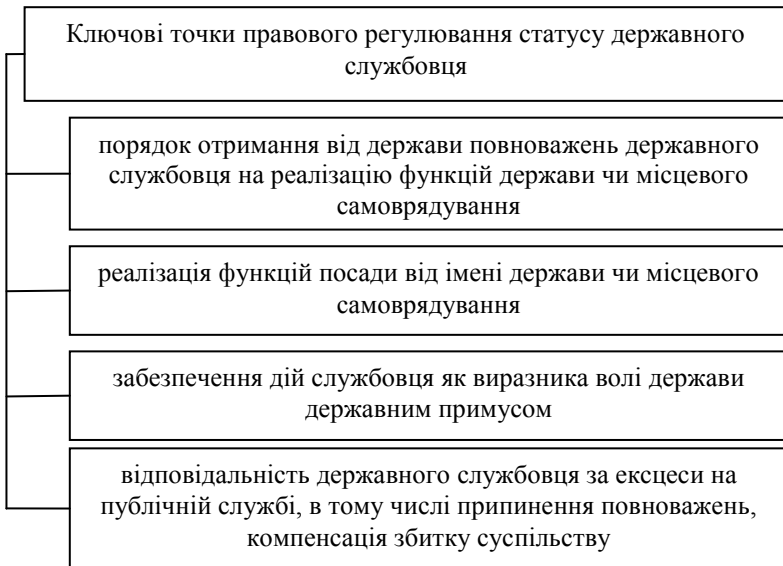 Ключові точки правового регулювання статусу державного
службовця
порядок отримання від держави повноважень державного
службовця на реалізацію функцій держави чи місцевого
самоврядування
реалізація функцій посади від імені держави чи місцевого
самоврядування
забезпечення дій службовця як виразника волі держави
державним примусом
відповідальність державного службовця за ексцеси на
публічній службі, в тому числі припинення повноважень,
компенсація збитку суспільству